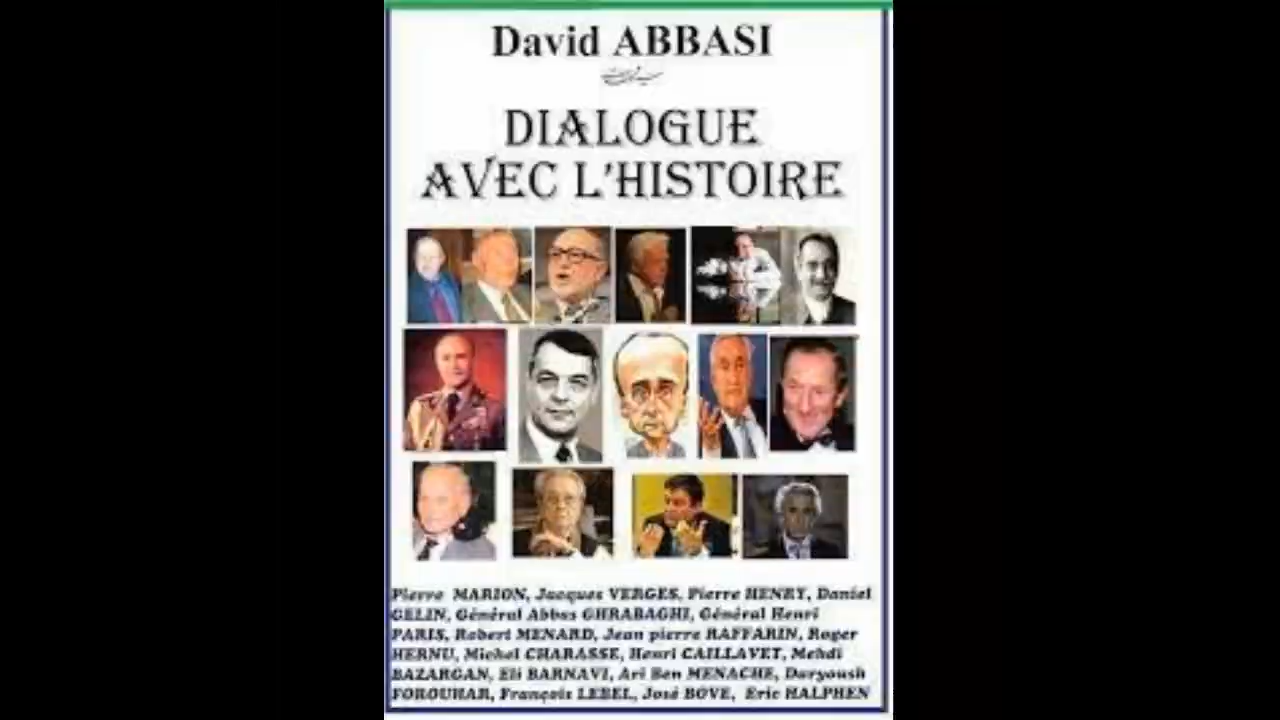 David ABBASI
DIALOGUE
AVEC L'HISTOIRE
Pierre MARION, Jacques VERGES, Pierre HENRY, Daniel
GELIN, Général Abbas GHRABAGHI, Général Henri
PARIS, Robert MENARD, Jean pierre RAFFARIN, Roger
HERNU, Michel CHARASSE, Henri CAILLAVET, Mehdi
BAZARGAN, Eli BARNAVI, Ari Ben MENACHE, Daryoush
FOROUHAR, François LEBEL, José BOVE, Eric HALPHEN